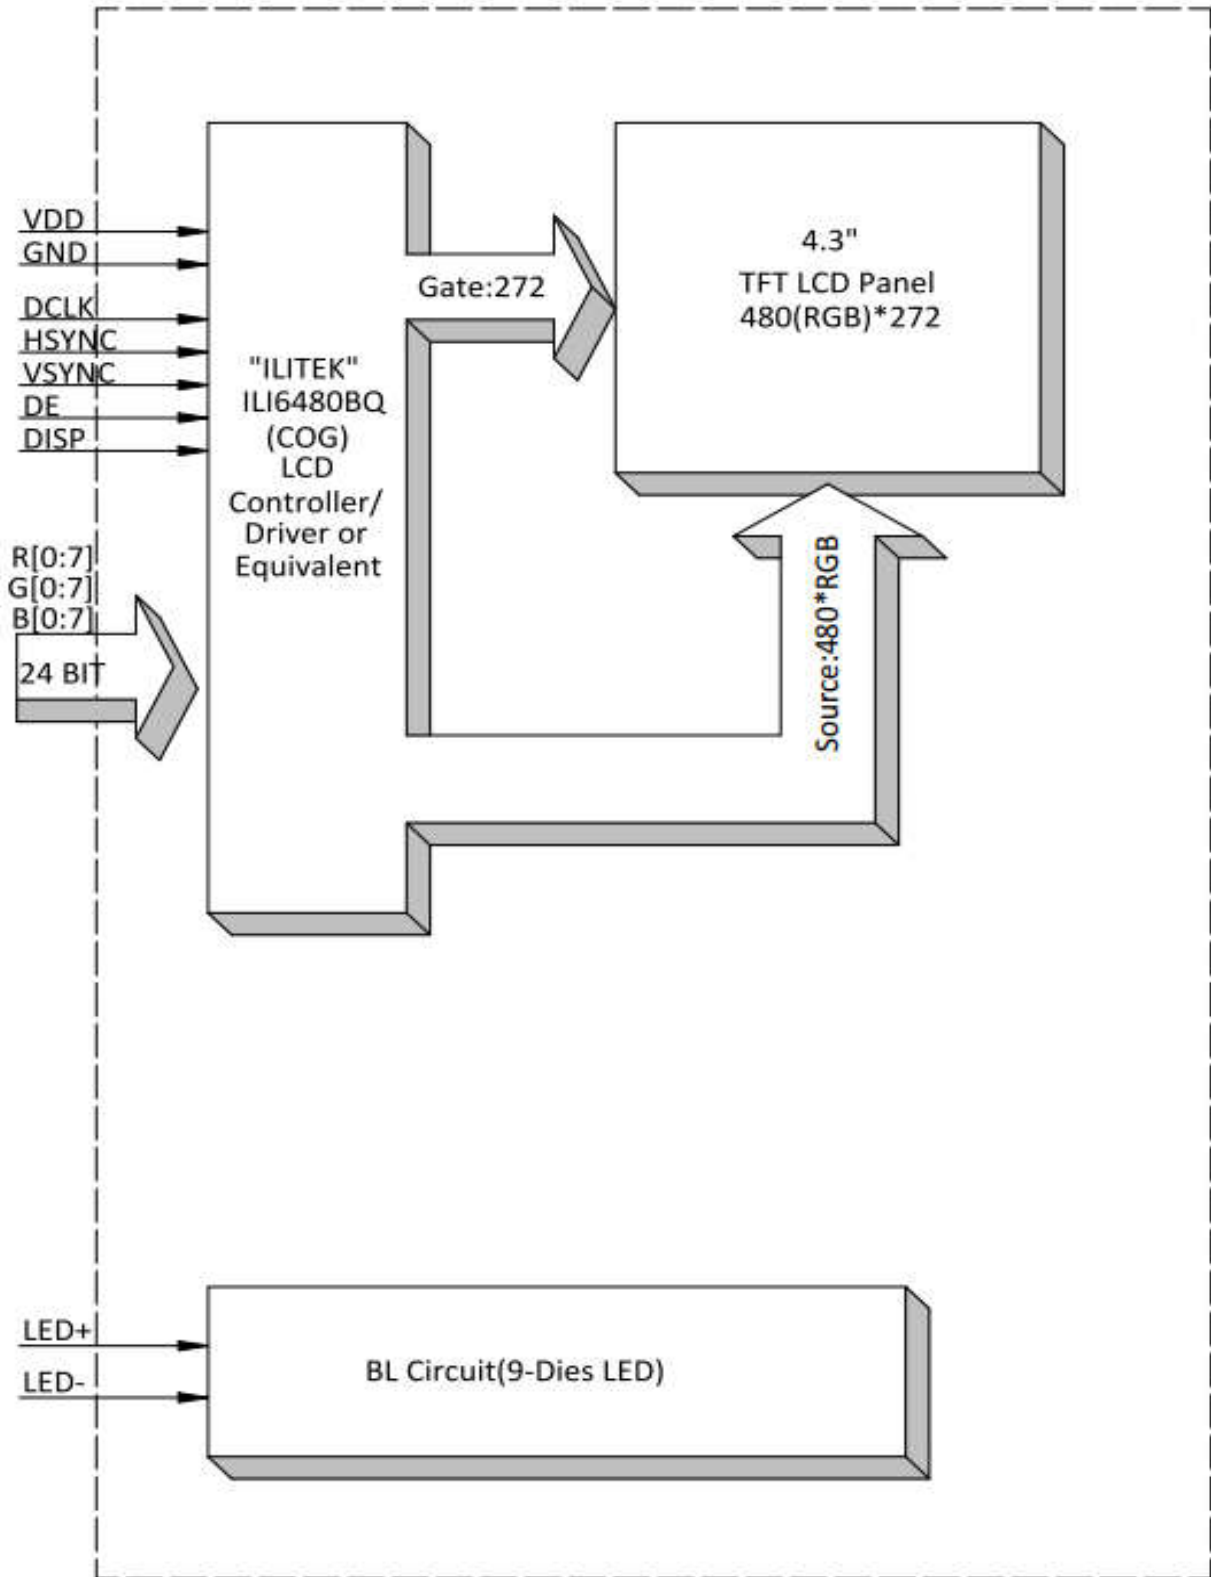 VDD
GND
DCLK
HSYNC
VSYNC
DE
DISP
R[0:7]
G[0:7]
B[0:7]
24 BIT
"ILITEK"
ILI6480BQ
(COG)
LCD
Controller/
Driver or
Equivalent
Gate:272
4.3"
TFT LCD Panel
480(RGB)*272
Source:480*RGB
LED+
LED-
BL Circuit(9-Dies LED)